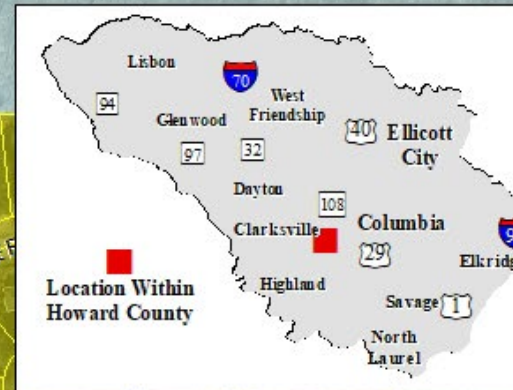 Lisbon
70
West
Friendship
94
Glenwood
40
Ellicott
City
97
32
Dayton
108
Clarksville
Columbia
29
Elkridg
Location Within
Howard County
Highland
Savage
1
North
Laurel